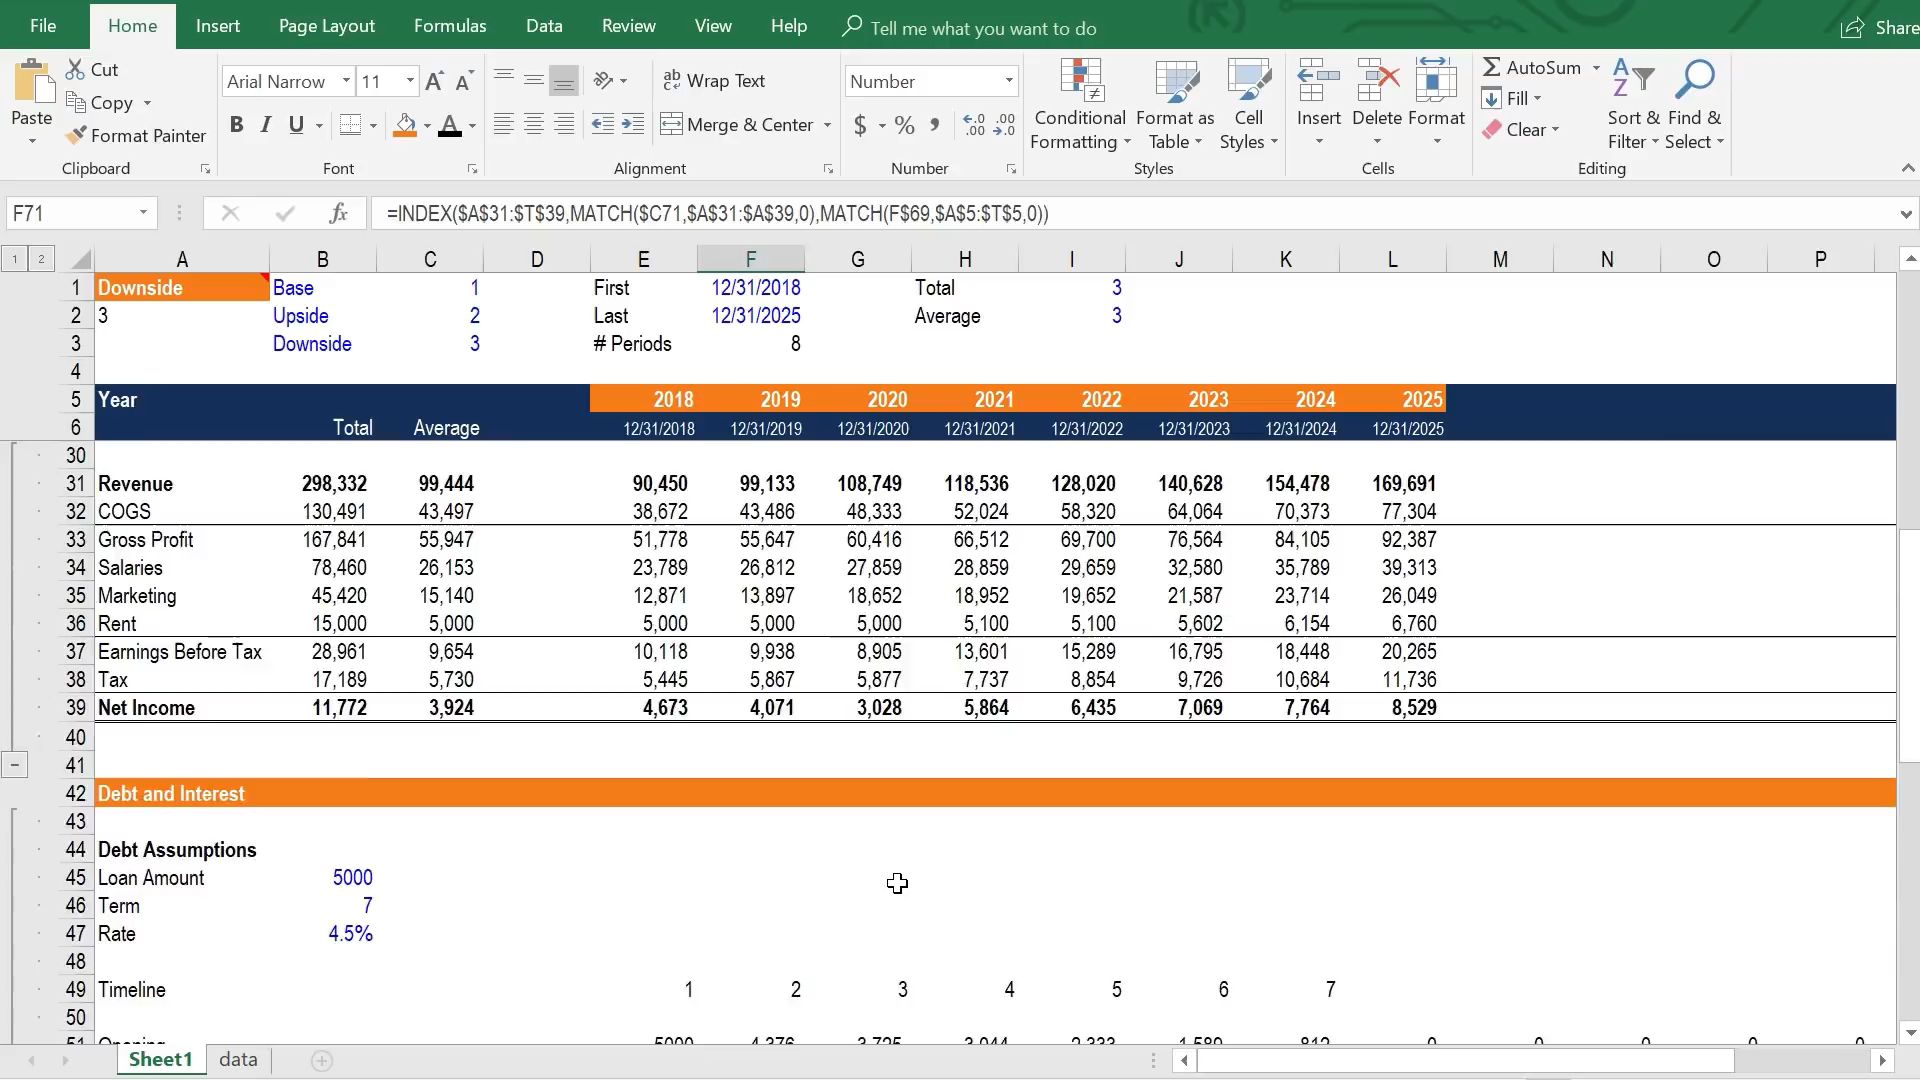 File Home Insert Page Layout Formulas Data Review View Help Tell me what you want to do Share
Cut Copy Format Painter Paste Clipboard
Arial Narrow 11 A A B I U A Font
ab Wrap Text Merge & Center Alignment
Number $ % , .0 .00 .00 .0 Number
Conditional Formatting Format as Table Cell Styles Styles
Insert Delete Format Cells
AutoSum Fill Clear A Z Sort & Filter Find & Select Editing
F71 fx =INDEX($A$31:$T$39,MATCH($C71,$A$31:$A$39,0),MATCH(F$69,$A$5:$T$5,0))
1 2 A B C D E F G H I J K L M N O P
1 Downside Base 1 First 12/31/2018 Total 3
2 3 Upside 2 Last 12/31/2025 Average 3
3 Downside 3 # Periods 8
4
5 Year 2018 2019 2020 2021 2022 2023 2024 2025
6 Total Average 12/31/2018 12/31/2019 12/31/2020 12/31/2021 12/31/2022 12/31/2023 12/31/2024 12/31/2025
30
31 Revenue 298,332 99,444 90,450 99,133 108,749 118,536 128,020 140,628 154,478 169,691
32 COGS 130,491 43,497 38,672 43,486 48,333 52,024 58,320 64,064 70,373 77,304
33 Gross Profit 167,841 55,947 51,778 55,647 60,416 66,512 69,700 76,564 84,105 92,387
34 Salaries 78,460 26,153 23,789 26,812 27,859 28,859 29,659 32,580 35,789 39,313
35 Marketing 45,420 15,140 12,871 13,897 18,652 18,952 19,652 21,587 23,714 26,049
36 Rent 15,000 5,000 5,000 5,000 5,000 5,100 5,100 5,602 6,154 6,760
37 Earnings Before Tax 28,961 9,654 10,118 9,938 8,905 13,601 15,289 16,795 18,448 20,265
38 Tax 17,189 5,730 5,445 5,867 5,877 7,737 8,854 9,726 10,684 11,736
39 Net Income 11,772 3,924 4,673 4,071 3,028 5,864 6,435 7,069 7,764 8,529
40
41
42 Debt and Interest
43
44 Debt Assumptions
45 Loan Amount 5000
46 Term 7
47 Rate 4.5%
48
49 Timeline 1 2 3 4 5 6 7
50
51 Opening 5000 4,376 3,725 3,044 2,333 1,589 812 0 0 0 0 0
Sheet1 data